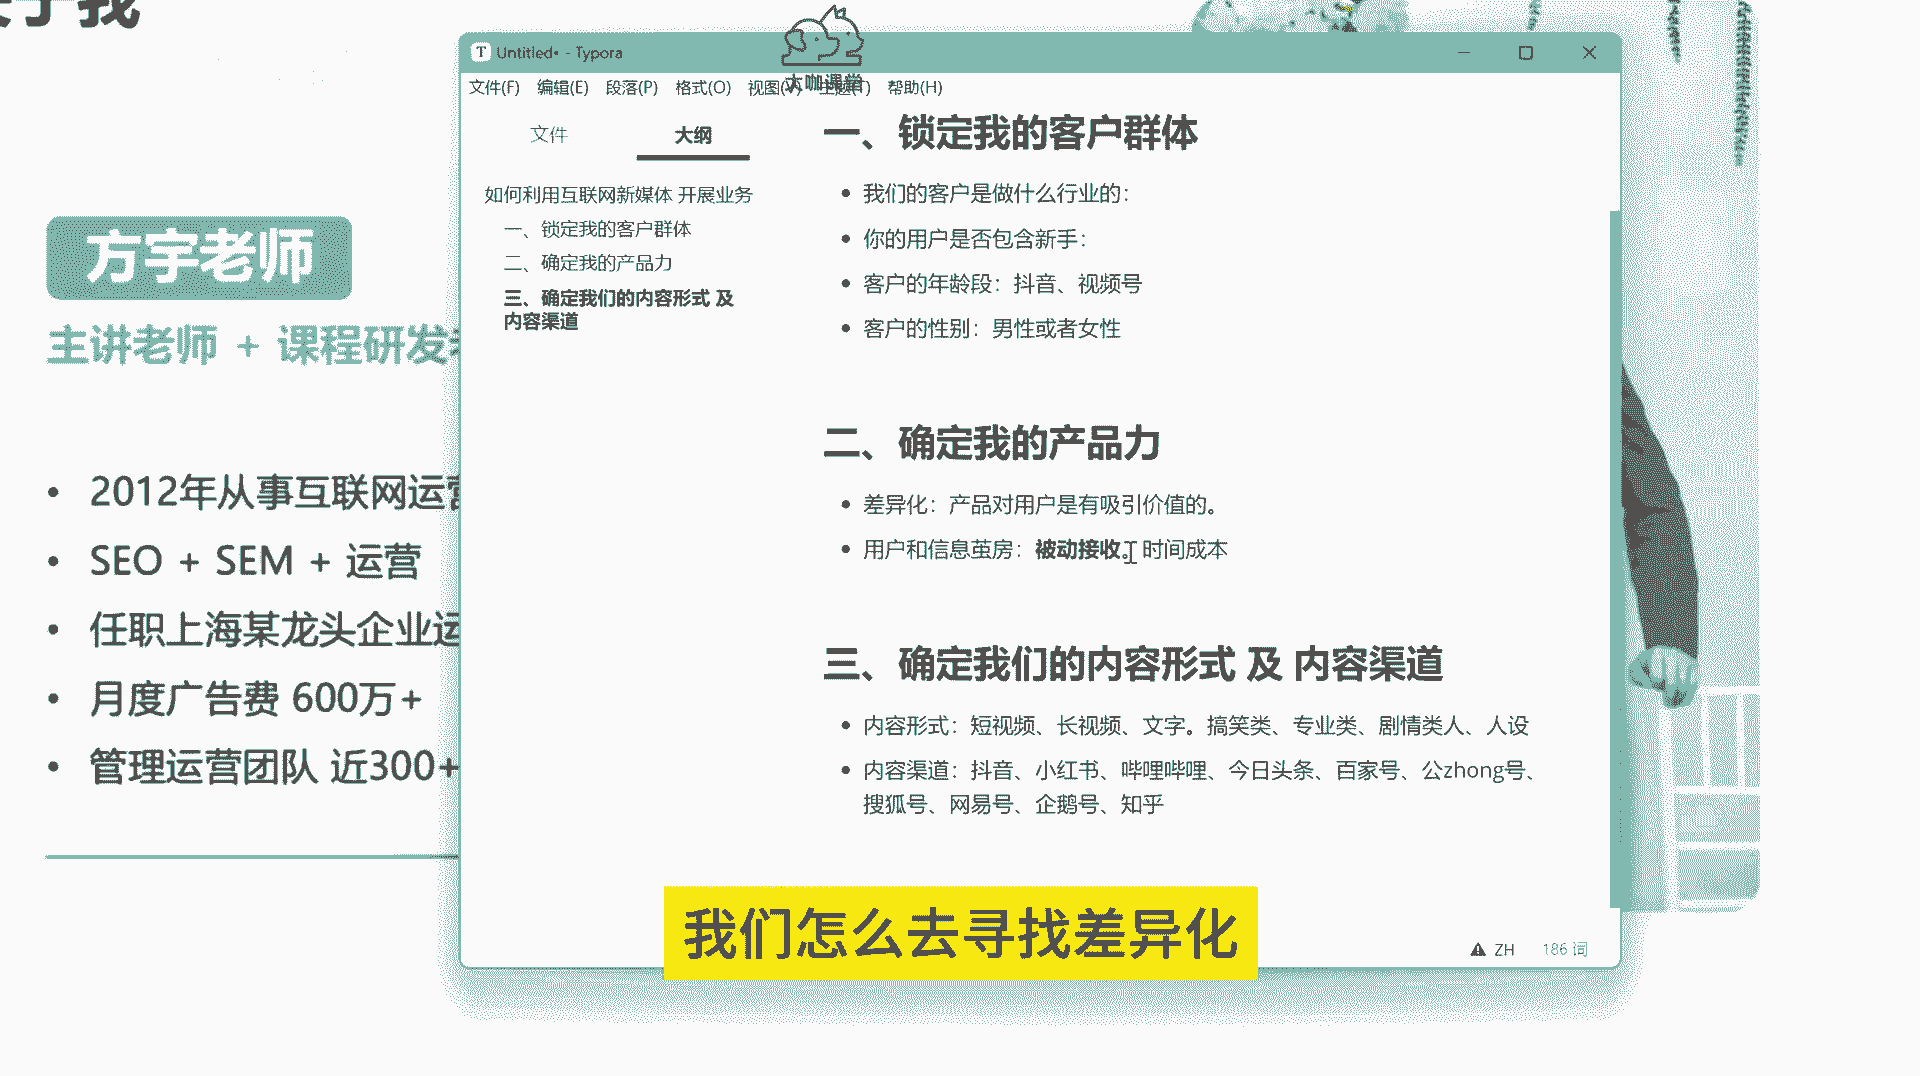 于我
Untitled• - Typora
大咖课堂
文件(F) 编辑(E) 段落(P) 格式(O) 视图(V) 主题(T) 帮助(H)
文件 大纲
如何利用互联网新媒体 开展业务
一、锁定我的客户群体
二、确定我的产品力
三、确定我们的内容形式 及
内容渠道
一、锁定我的客户群体
• 我们的客户是做什么行业的：
• 你的用户是否包含新手：
• 客户的年龄段：抖音、视频号
• 客户的性别：男性或者女性
二、确定我的产品力
• 差异化：产品对用户是有吸引价值的。
• 用户和信息茧房：被动接收。时间成本
三、确定我们的内容形式 及 内容渠道
• 内容形式：短视频、长视频、文字。搞笑类、专业类、剧情类人、人设
• 内容渠道：抖音、小红书、哔哩哔哩、今日头条、百家号、公zhong号、
搜狐号、网易号、企鹅号、知乎
ZH 186 词
方宇老师
主讲老师 + 课程研发
• 2012年从事互联网运营
• SEO + SEM + 运营
• 任职上海某龙头企业运
• 月度广告费 600万+
• 管理运营团队 近300+
我们怎么去寻找差异化